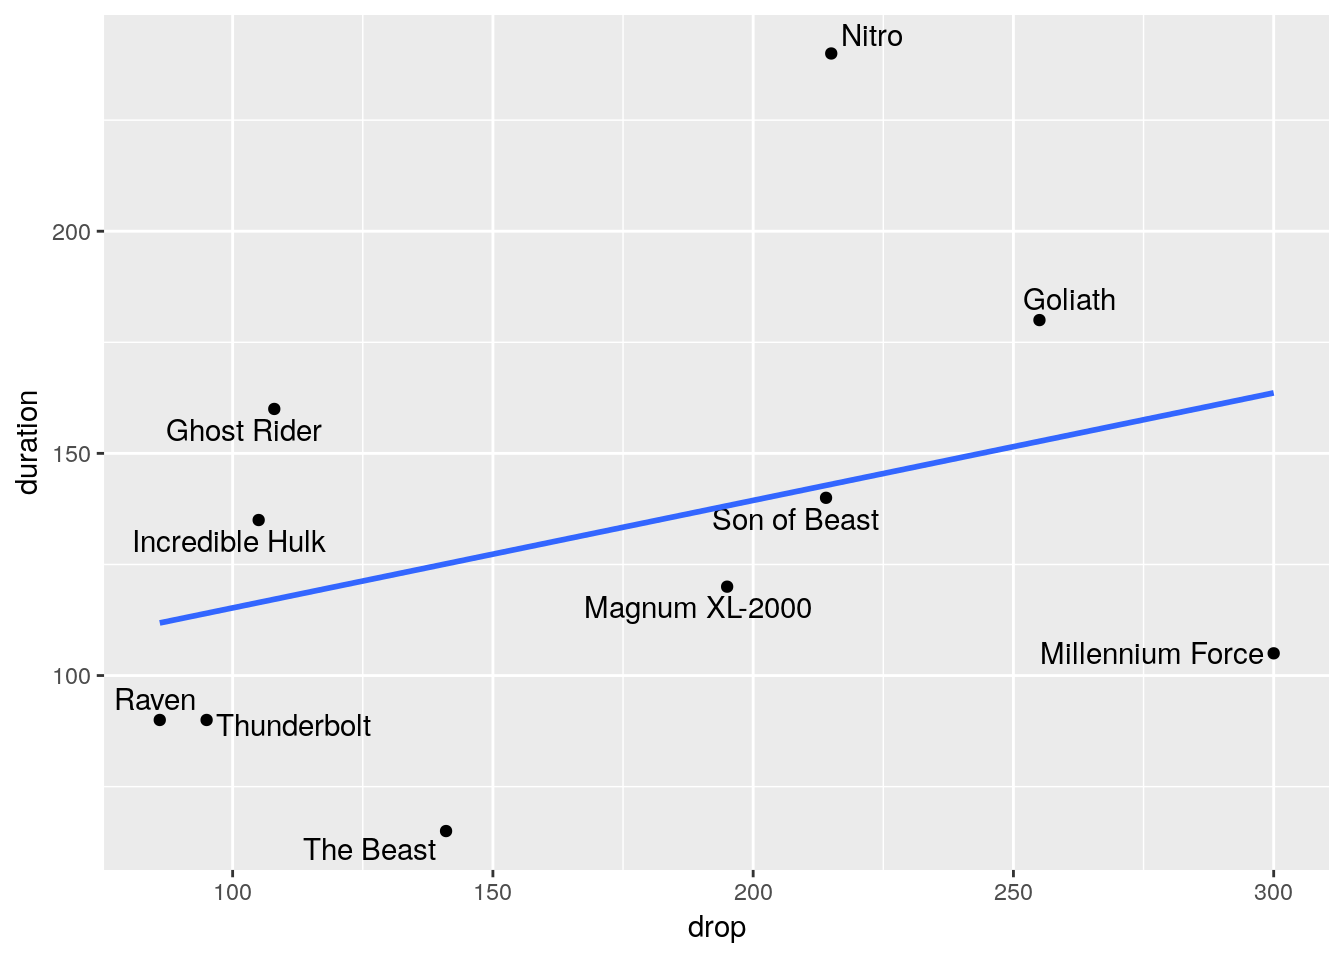 Nitro
200
Goliath
Ghost Rider
150
Son of Beast
Incredible Hulk
Magnum XL-2000
Millennium Force
100
Raven
Thunderbolt
The Beast
duration
100 150 200 250 300
drop